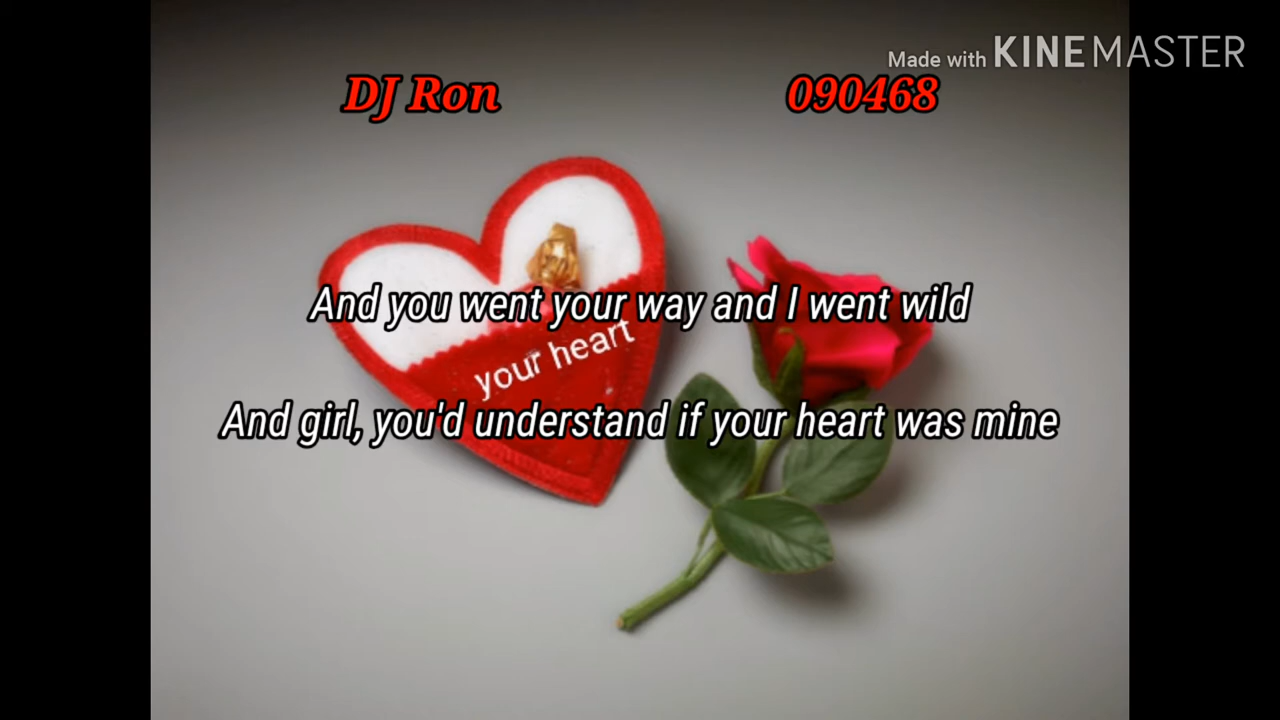 Made with KINEMASTER
DJ Ron 090468
And you went your way and I went wild
your heart
And girl, you'd understand if your heart was mine